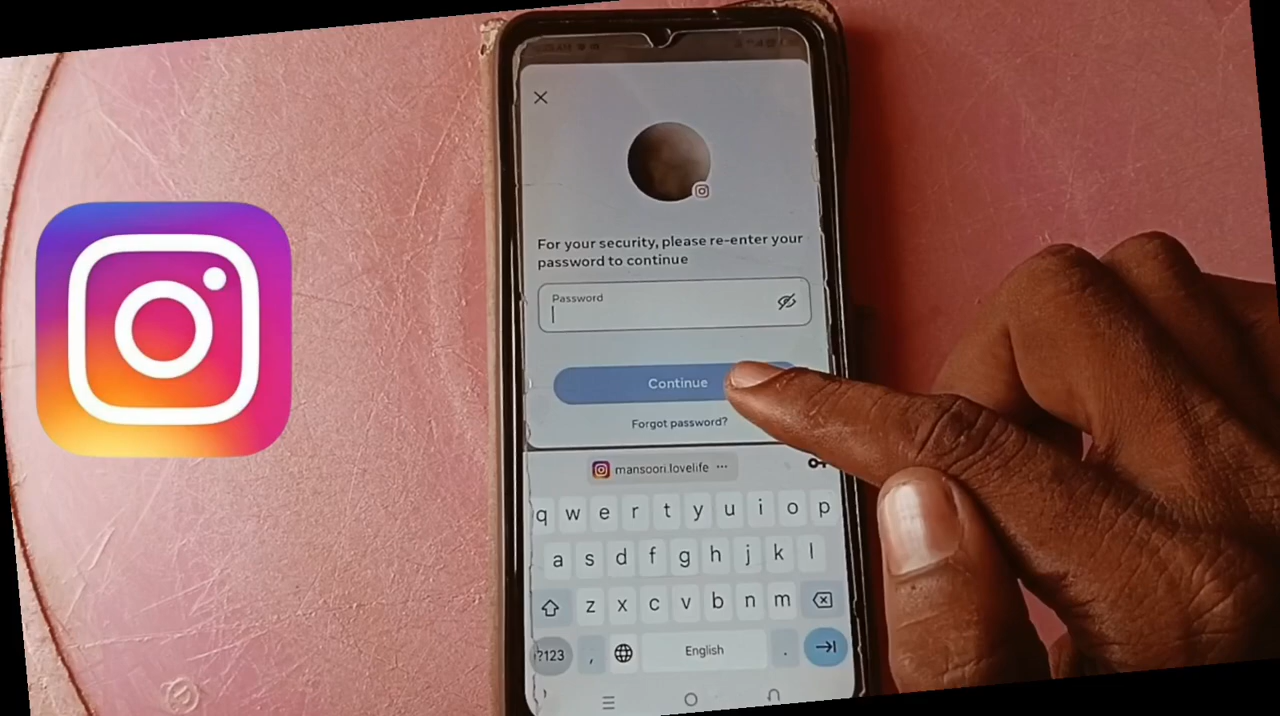 For your security, please re-enter your
password to continue
Password
Continue
Forgot password?
mansoori.lovelife ...
q w e r t y u i o p
a s d f g h j k l
z x c v b n m
?123 , English .